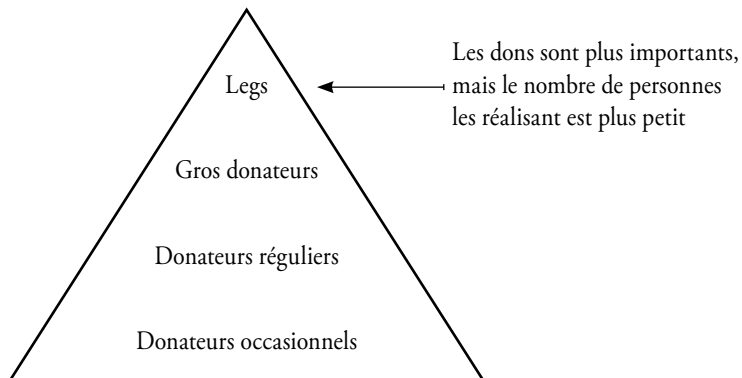 Les dons sont plus importants,
mais le nombre de personnes
les réalisant est plus petit
Legs
Gros donateurs
Donateurs réguliers
Donateurs occasionnels